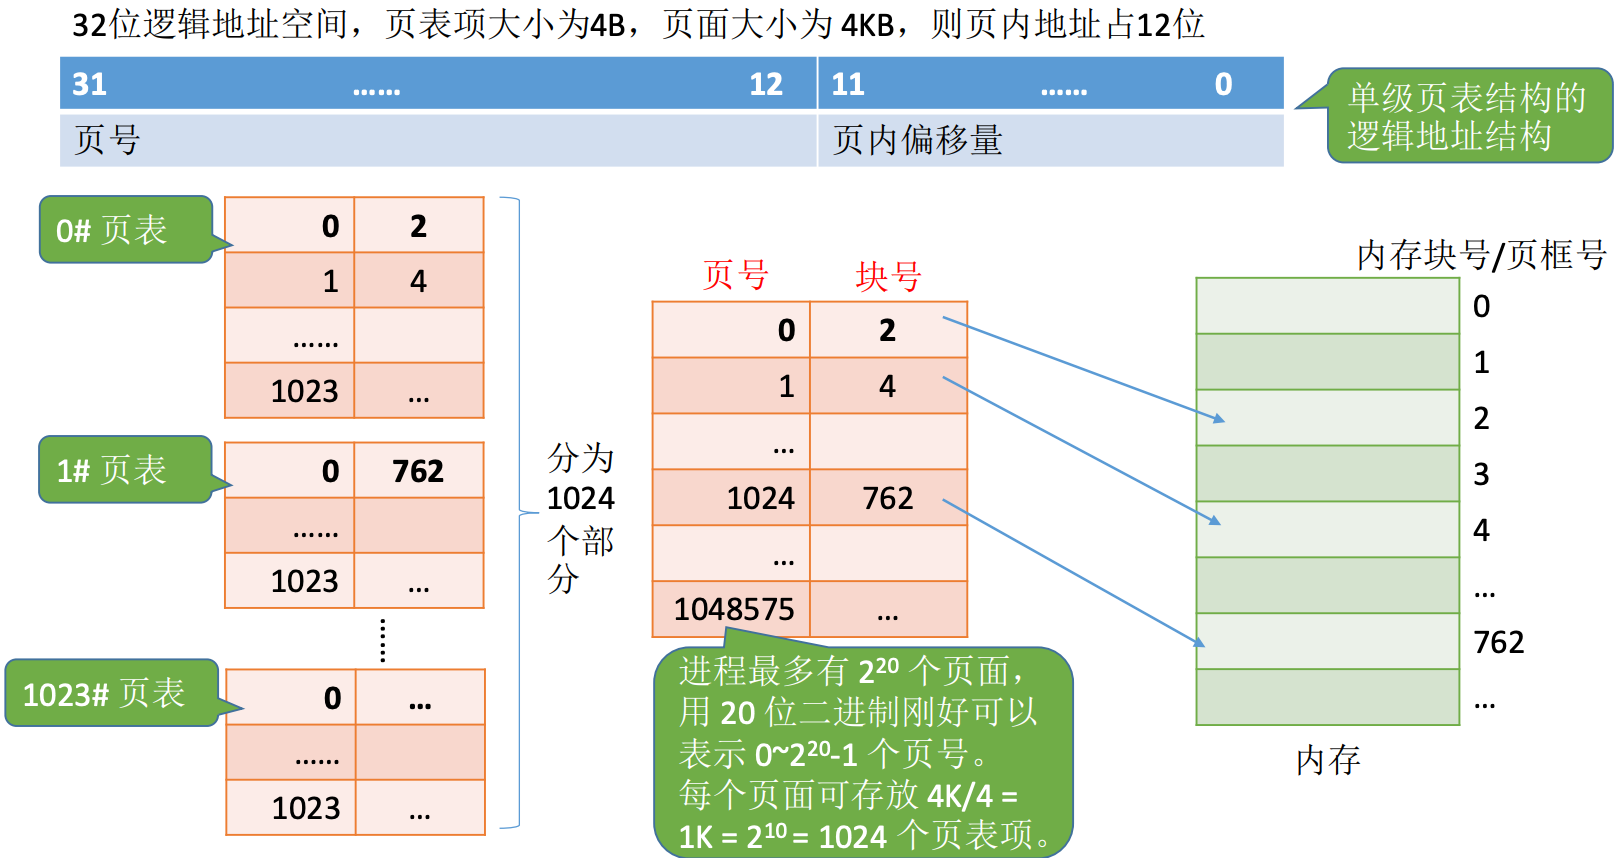 32位逻辑地址空间，页表项大小为4B，页面大小为 4KB，则页内地址占12位
31 …… 12 11 …… 0
页号 页内偏移量
单级页表结构的
逻辑地址结构
0# 页表
0 2
1 4
……
1023 …
1# 页表
0 762
……
1023 …
……
1023# 页表
0 …
……
1023 …
分为
1024
个部
分
页号 块号
0 2
1 4
…
1024 762
…
1048575 …
进程最多有 2²⁰ 个页面，
用 20 位二进制刚好可以
表示 0~2²⁰-1 个页号。
每个页面可存放 4K/4 =
1K = 2¹⁰ = 1024 个页表项。
内存块号/页框号
0
1
2
3
4
…
762
…
内存